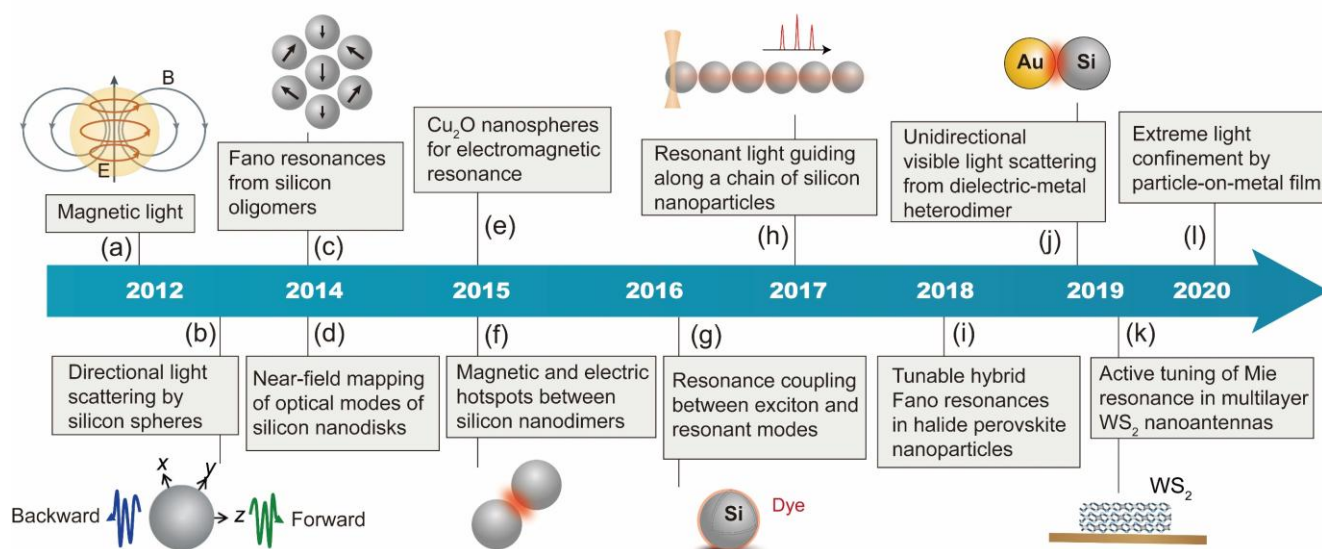 B
E
Magnetic light
(a)
Fano resonances
from silicon
oligomers
(c)
Cu₂O nanospheres
for electromagnetic
resonance
(e)
Resonant light guiding
along a chain of silicon
nanoparticles
(h)
Au
Si
Unidirectional
visible light scattering
from dielectric-metal
heterodimer
(j)
Extreme light
confinement by
particle-on-metal film
(l)
2012 2014 2015 2016 2017 2018 2019 2020
(b)
Directional light
scattering by
silicon spheres
x
y
z
Backward
Forward
(d)
Near-field mapping
of optical modes of
silicon nanodisks
(f)
Magnetic and electric
hotspots between
silicon nanodimers
(g)
Resonance coupling
between exciton and
resonant modes
Si
Dye
(i)
Tunable hybrid
Fano resonances
in halide perovskite
nanoparticles
(k)
Active tuning of Mie
resonance in multilayer
WS₂ nanoantennas
WS₂